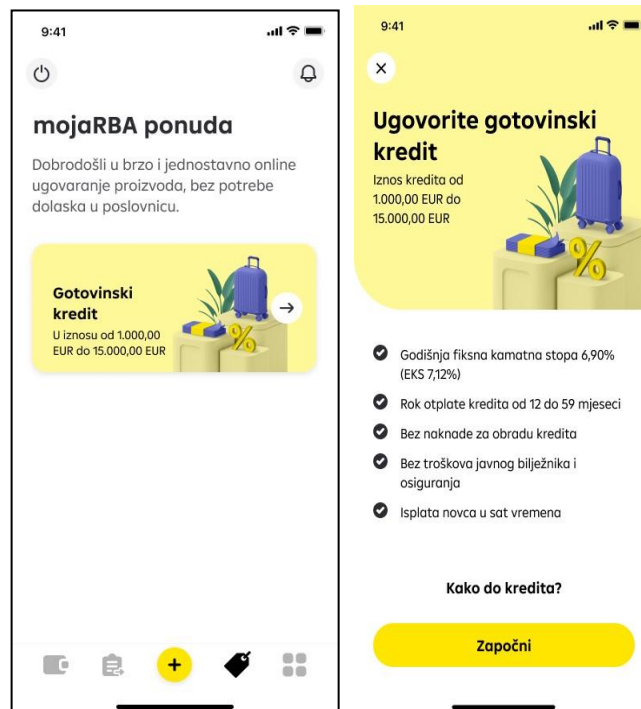 9:41
mojaRBA ponuda
Dobrodošli u brzo i jednostavno online
ugovaranje proizvoda, bez potrebe
dolaska u poslovnicu.
Gotovinski
kredit
U iznosu od 1.000,00
EUR do 15.000,00 EUR
%
9:41
Ugovorite gotovinski
kredit
Iznos kredita od
1.000,00 EUR do
15.000,00 EUR
%
Godišnja fiksna kamatna stopa 6,90%
(EKS 7,12%)
Rok otplate kredita od 12 do 59 mjeseci
Bez naknade za obradu kredita
Bez troškova javnog bilježnika i
osiguranja
Isplata novca u sat vremena
Kako do kredita?
Započni